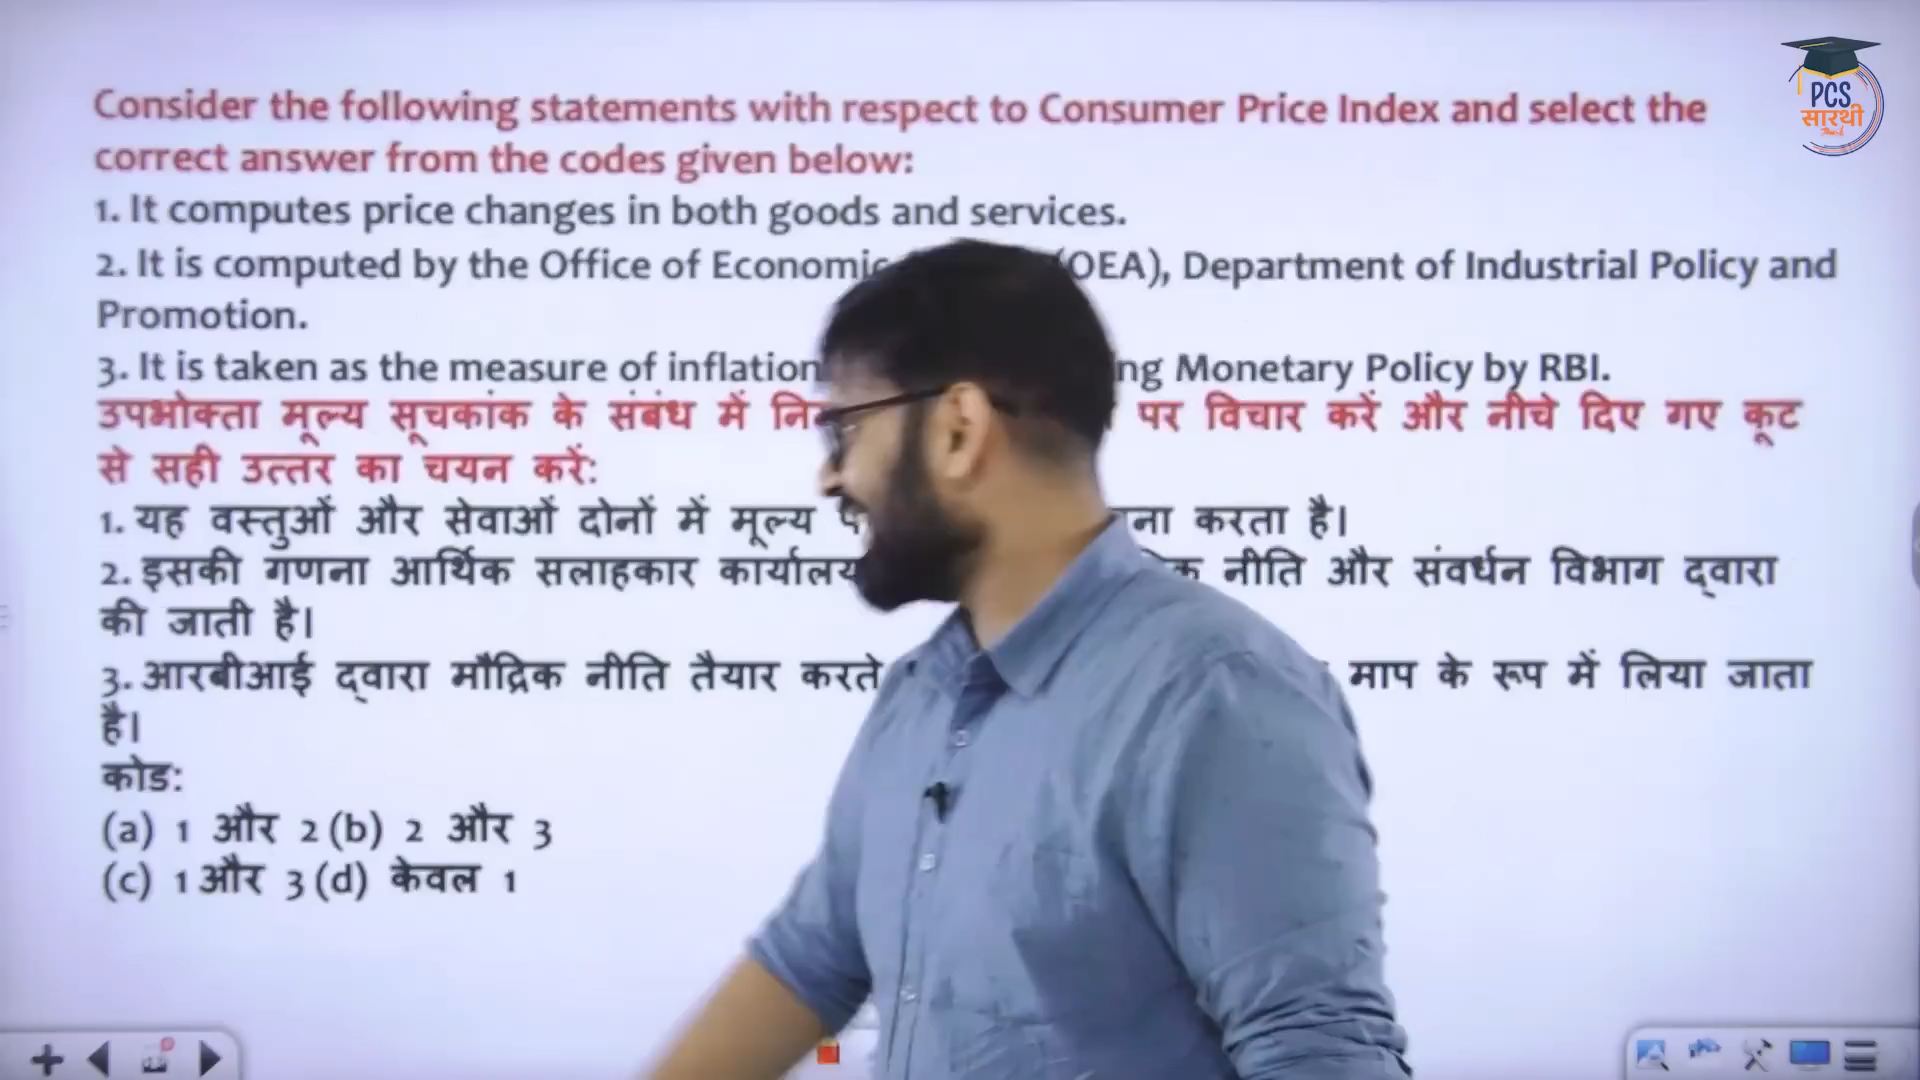 PCS
सारथी
Consider the following statements with respect to Consumer Price Index and select the
correct answer from the codes given below:
1. It computes price changes in both goods and services.
2. It is computed by the Office of Economic (OEA), Department of Industrial Policy and
Promotion.
3. It is taken as the measure of inflation Monetary Policy by RBI.
उपभोक्ता मूल्य सूचकांक के संबंध में पर विचार करें और नीचे दिए गए कूट
से सही उत्तर का चयन करें:
1. यह वस्तुओं और सेवाओं दोनों में मूल्य करता है।
2. इसकी गणना आर्थिक सलाहकार कार्यालय नीति और संवर्धन विभाग द्वारा
की जाती है।
3. आरबीआई द्वारा मौद्रिक नीति तैयार करते माप के रूप में लिया जाता
है।
कोड:
(a) 1 और 2 (b) 2 और 3
(c) 1 और 3 (d) केवल 1